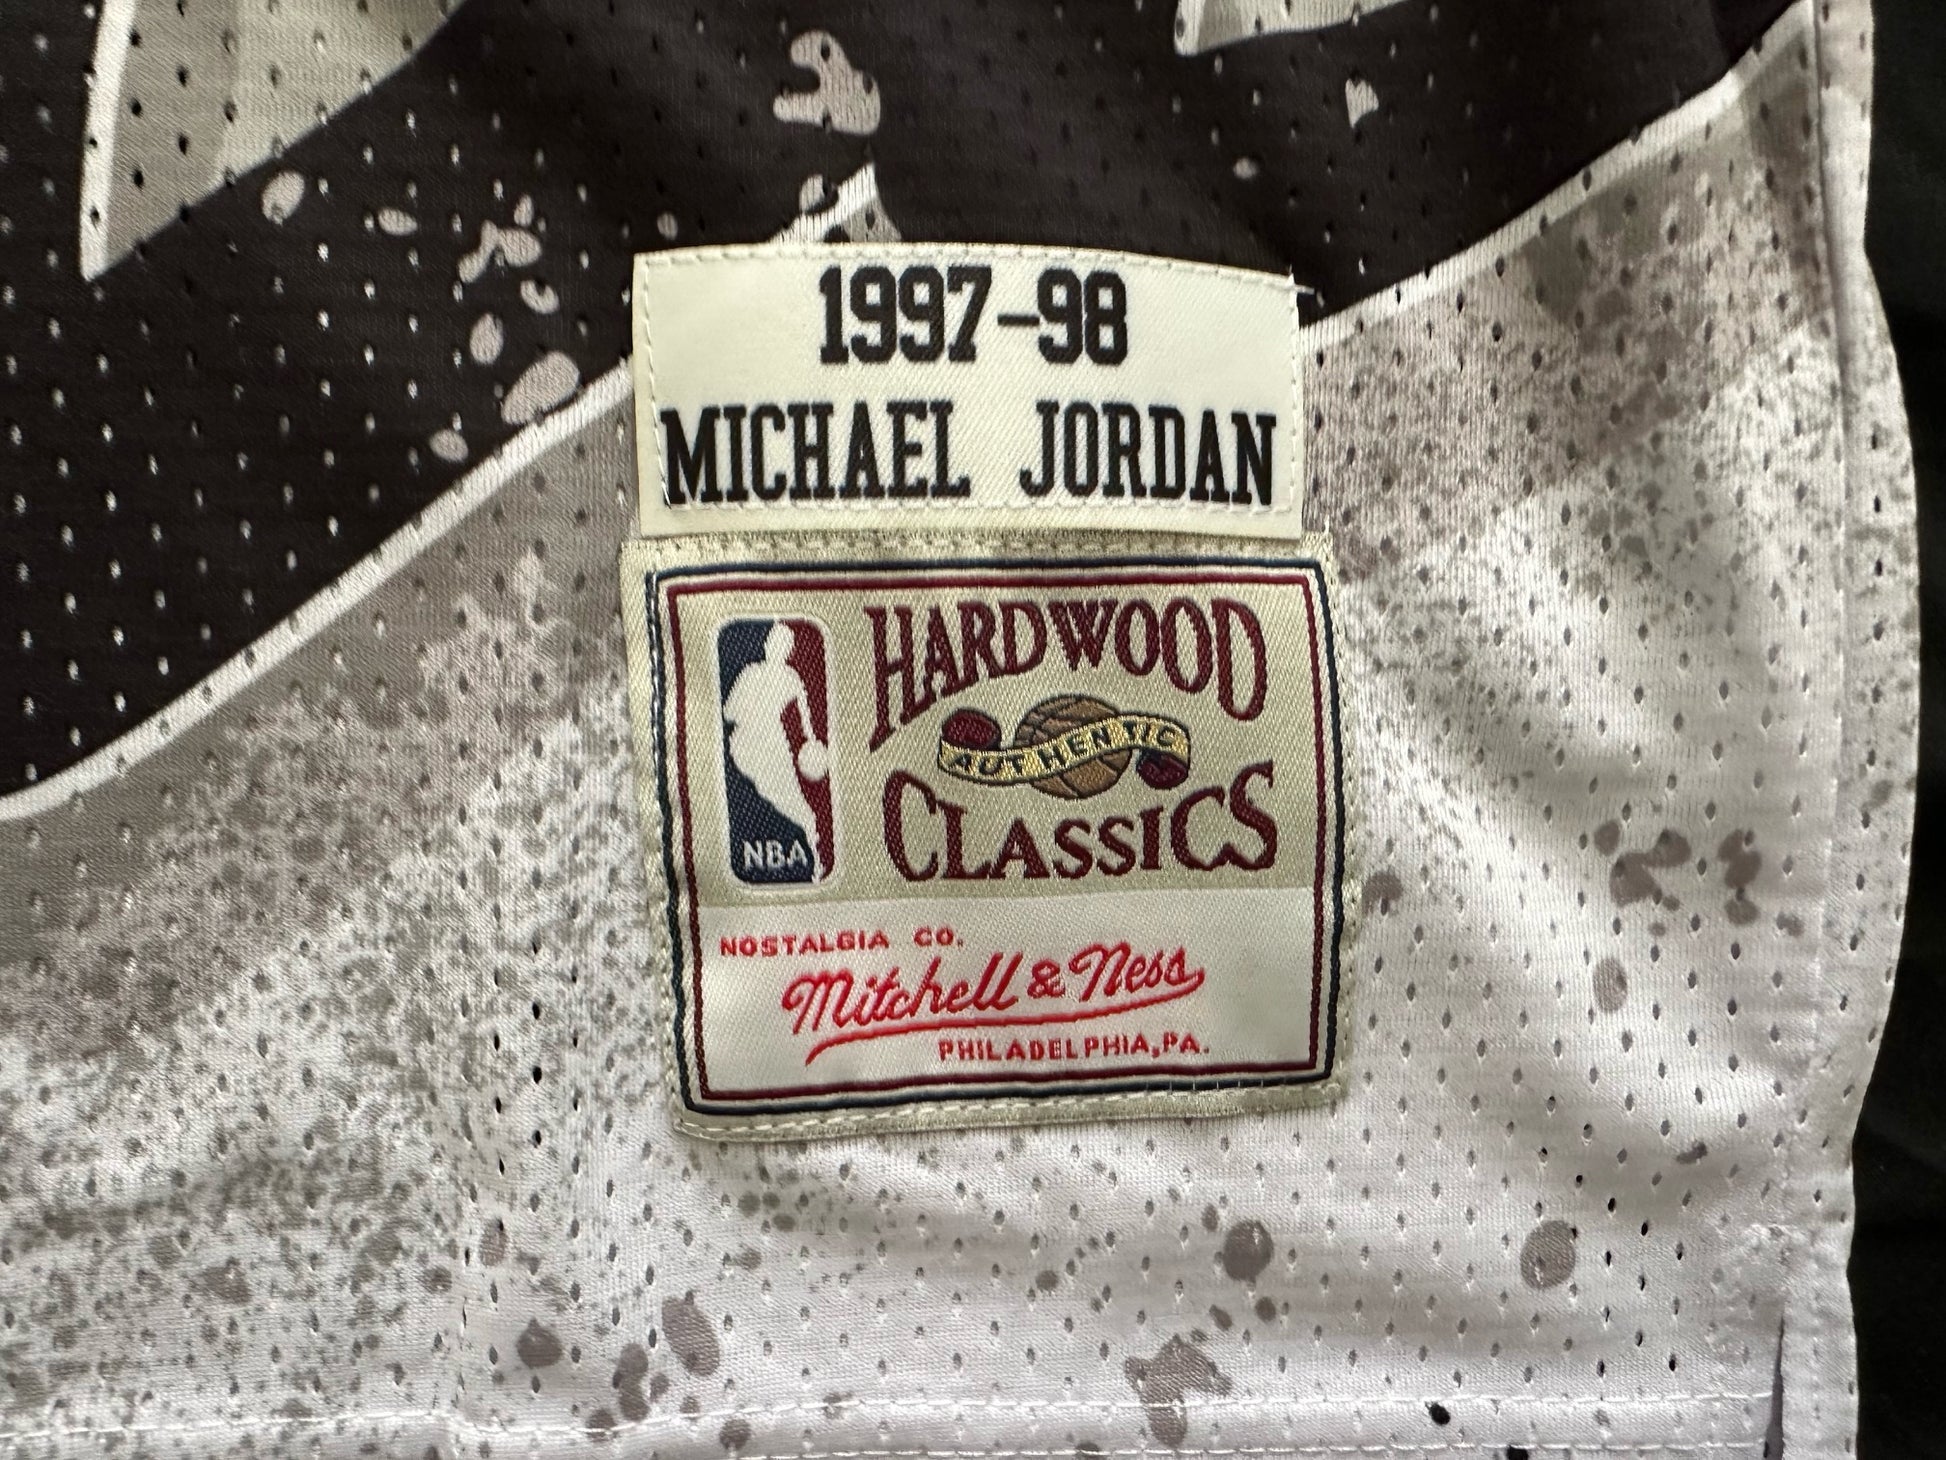 1997-98
MICHAEL JORDAN
HARDWOOD
AUTHENTIC
CLASSICS
NBA
NOSTALGIA CO.
Mitchell & Ness
PHILADELPHIA, PA.